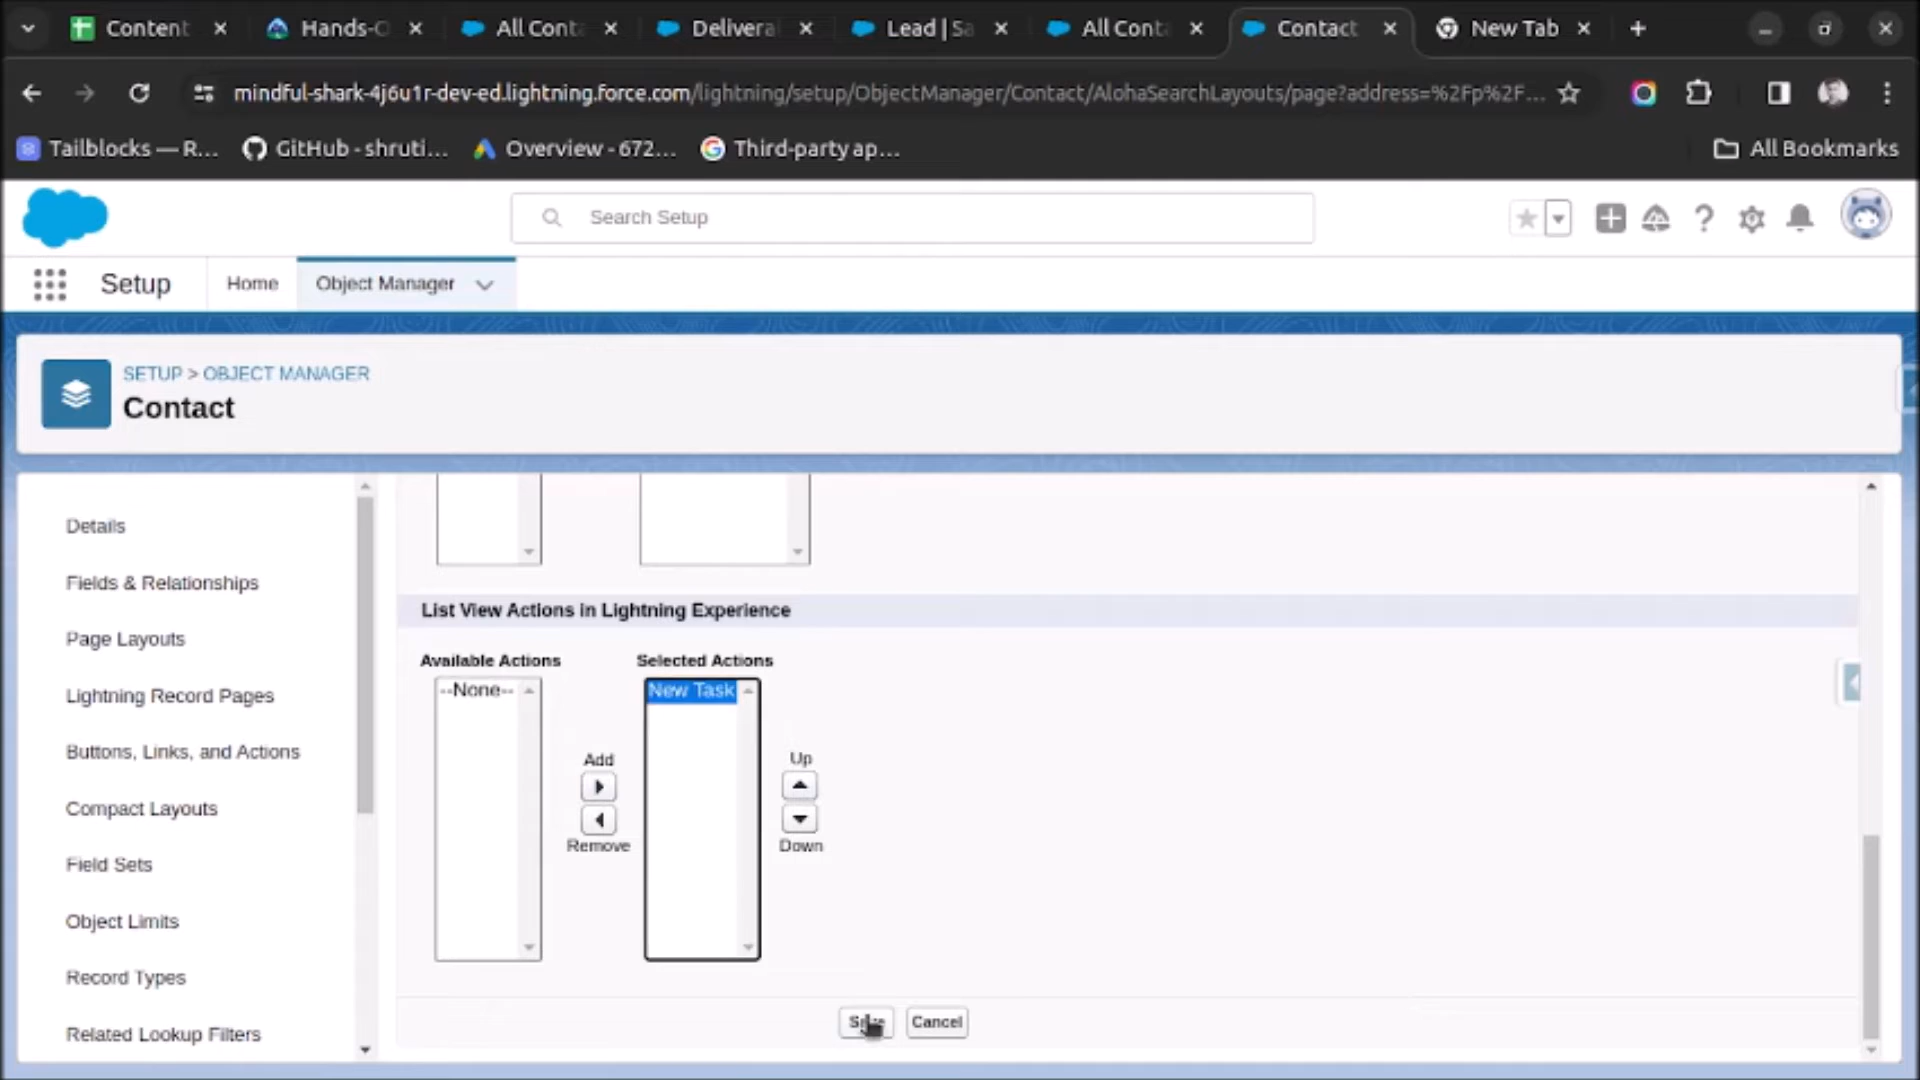 Content
Hands-O
All Conta
Delivera
Lead | Sa
All Conta
Contact
New Tab
mindful-shark-4j6u1r-dev-ed.lightning.force.com/lightning/setup/ObjectManager/Contact/AlohaSearchLayouts/page?address=%2Fp%2F...
Tailblocks — R...
GitHub - shruti...
Overview - 672...
Third-party ap...
All Bookmarks
Search Setup
Setup
Home
Object Manager
SETUP > OBJECT MANAGER
Contact
Details
Fields & Relationships
Page Layouts
Lightning Record Pages
Buttons, Links, and Actions
Compact Layouts
Field Sets
Object Limits
Record Types
Related Lookup Filters
List View Actions in Lightning Experience
Available Actions
Selected Actions
--None--
New Task
Add
Remove
Up
Down
Save
Cancel